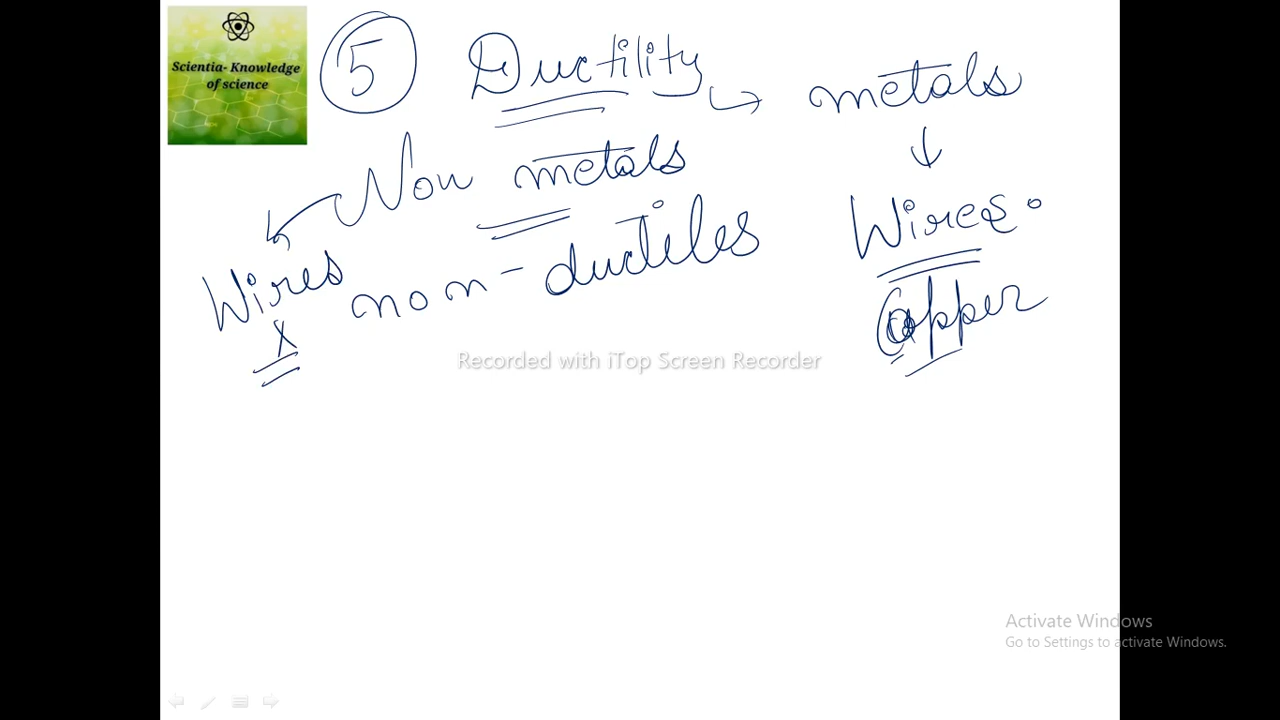 Scientia- Knowledge
of science
5 Ductility ↳ metals
↓
Non metals
Wires.
Wires
X
non-ductiles
Copper
Recorded with iTop Screen Recorder
Activate Windows
Go to Settings to activate Windows.